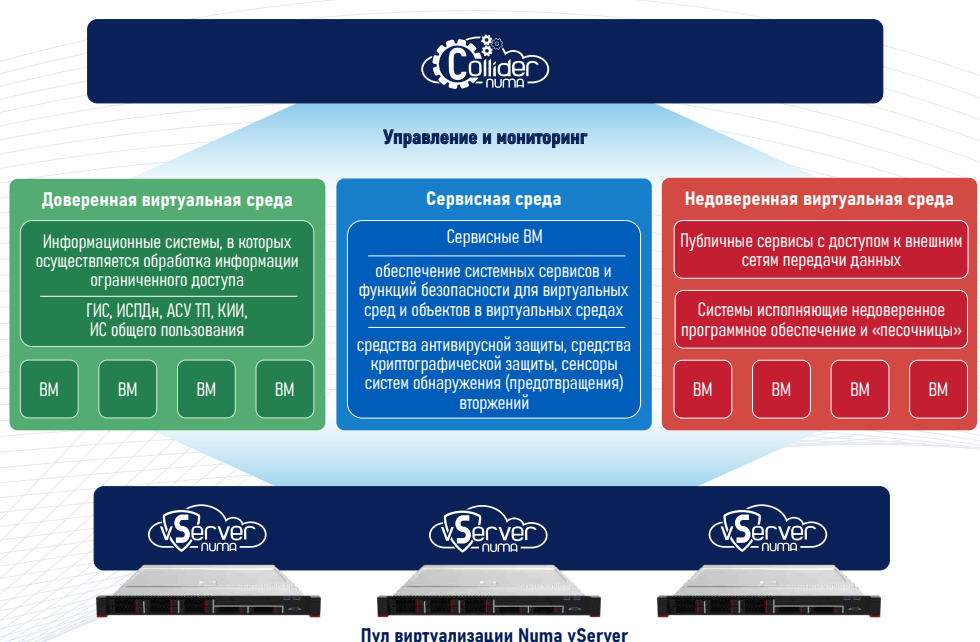 Collider
NUMA
Управление и мониторинг
Доверенная виртуальная среда
Информационные системы, в которых
осуществляется обработка информации
ограниченного доступа
ГИС, ИСПДн, АСУ ТП, КИИ,
ИС общего пользования
ВМ
ВМ
ВМ
ВМ
Сервисная среда
Сервисные ВМ
обеспечение системных сервисов и
функций безопасности для виртуальных
сред и объектов в виртуальных средах
средства антивирусной защиты, средства
криптографической защиты, сенсоры
систем обнаружения (предотвращения)
вторжений
Недоверенная виртуальная среда
Публичные сервисы с доступом к внешним
сетям передачи данных
Системы исполняющие недоверенное
программное обеспечение и «песочницы»
ВМ
ВМ
ВМ
ВМ
vServer
NUMA
vServer
NUMA
vServer
NUMA
Пул виртуализации Numa vServer